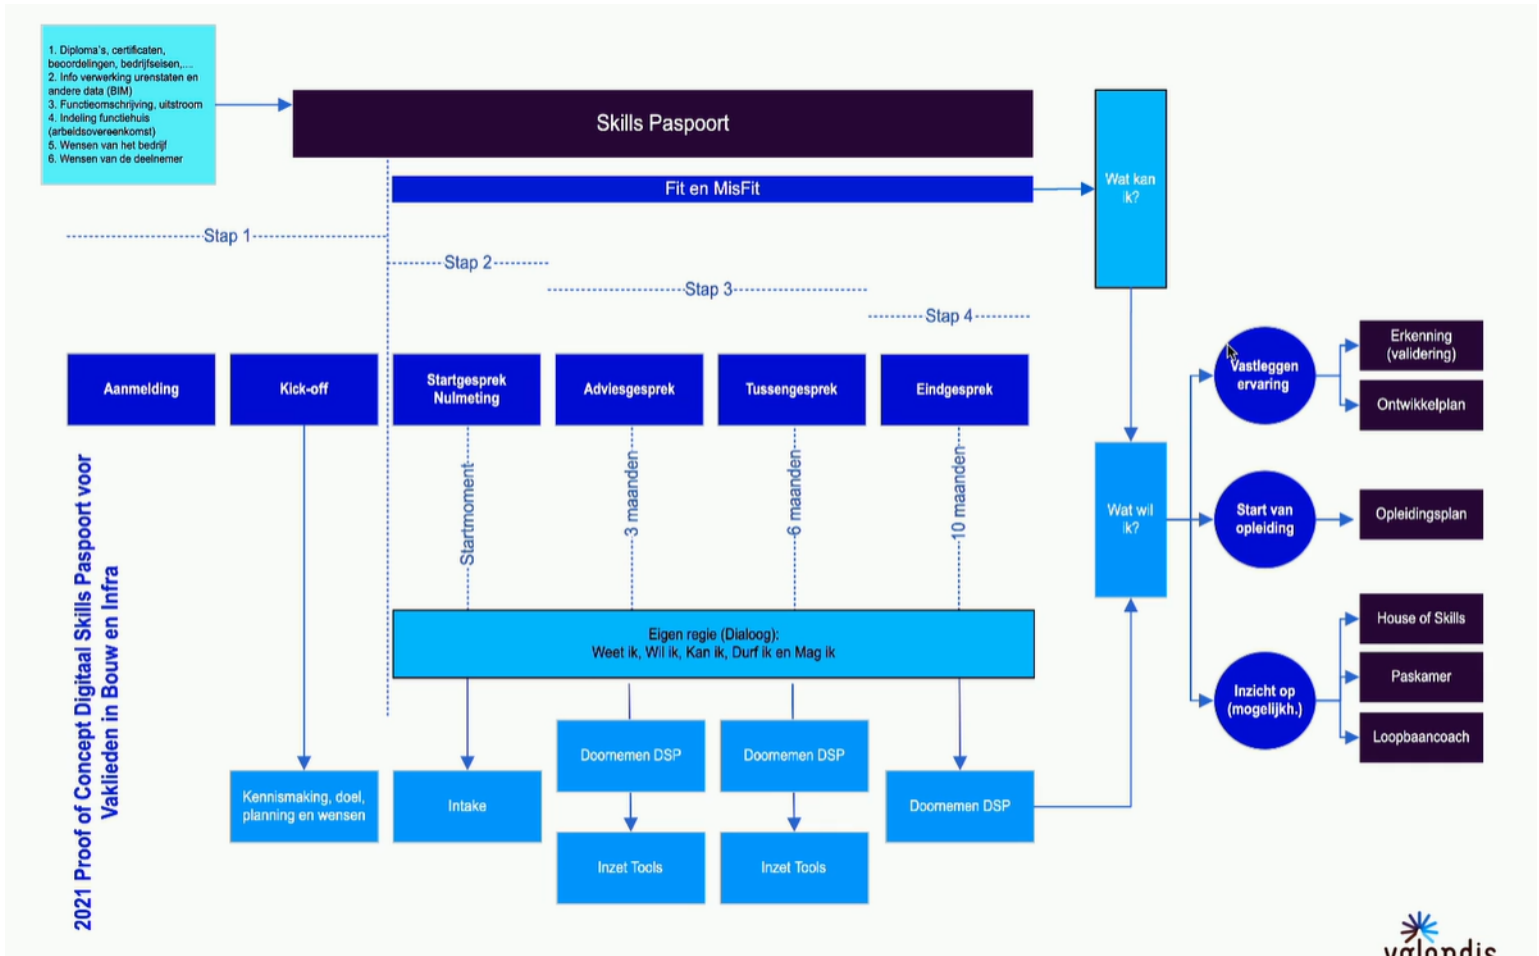 1. Diploma's, certificaten,
beoordelingen, bedrijfseisen,...
2. Info verwerking urenstaten en
andere data (BIM)
3. Functieomschrijving, uitstroom
4. Indeling functiehuis
(arbeidsovereenkomst)
5. Wensen van het bedrijf
6. Wensen van de deelnemer
Skills Paspoort
Fit en MisFit
Wat kan
ik?
Stap 1
Stap 2
Stap 3
Stap 4
Aanmelding
Kick-off
Startgesprek
Nulmeting
Adviesgesprek
Tussengesprek
Eindgesprek
Startmoment
3 maanden
6 maanden
10 maanden
Eigen regie (Dialoog):
Weet ik, Wil ik, Kan ik, Durf ik en Mag ik
Kennismaking, doel,
planning en wensen
Intake
Doornemen DSP
Inzet Tools
Doornemen DSP
Inzet Tools
Doornemen DSP
Wat wil
ik?
Vastleggen
ervaring
Erkenning
(validering)
Ontwikkelplan
Start van
opleiding
Opleidingsplan
Inzicht op
(mogelijkh.)
House of Skills
Paskamer
Loopbaancoach
2021 Proof of Concept Digitaal Skills Paspoort voor
Vaklieden in Bouw en Infra
valandis